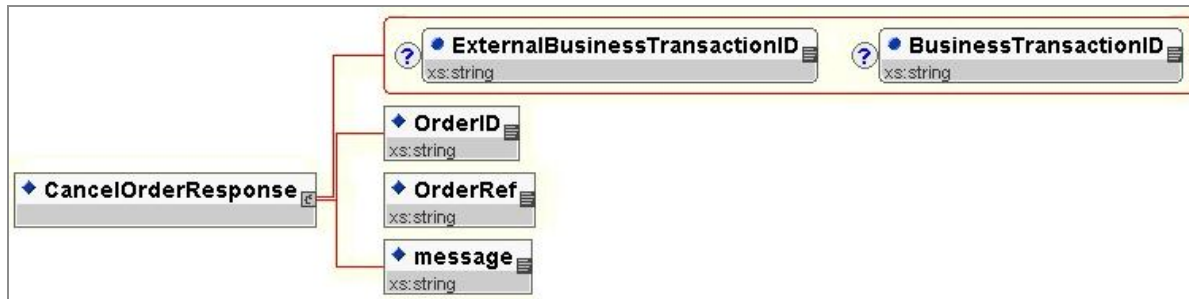 ExternalBusinessTransactionID BusinessTransactionID
xs:string xs:string
OrderID
xs:string
CancelOrderResponse
OrderRef
xs:string
message
xs:string